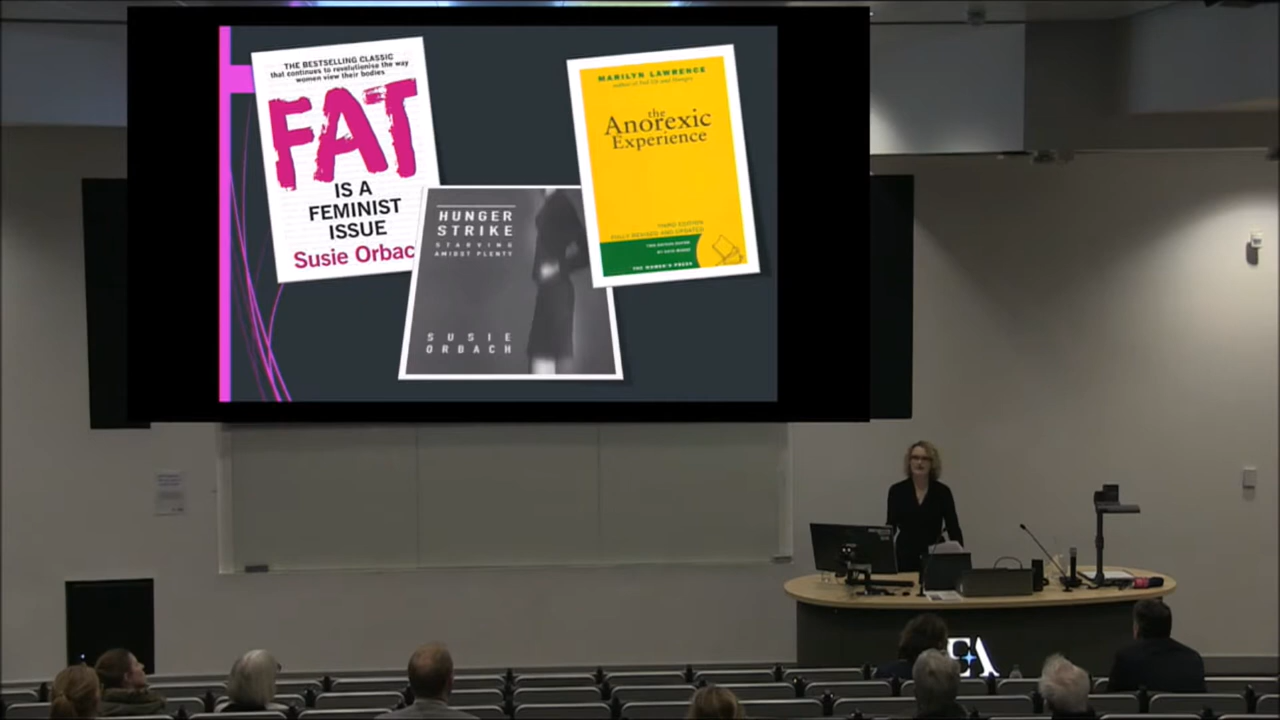 THE BESTSELLING CLASSIC
that continues to revolutionise the way
women view their bodies
FAT
IS A
FEMINIST
ISSUE
Susie Orbac
HUNGER
STRIKE
STARVING
AMIDST PLENTY
SUSIE
ORBACH
MARILYN LAWRENCE
the
Anorexic
Experience
THIRD EDITION
FULLY REVISED AND UPDATED
THE WOMEN'S PRESS